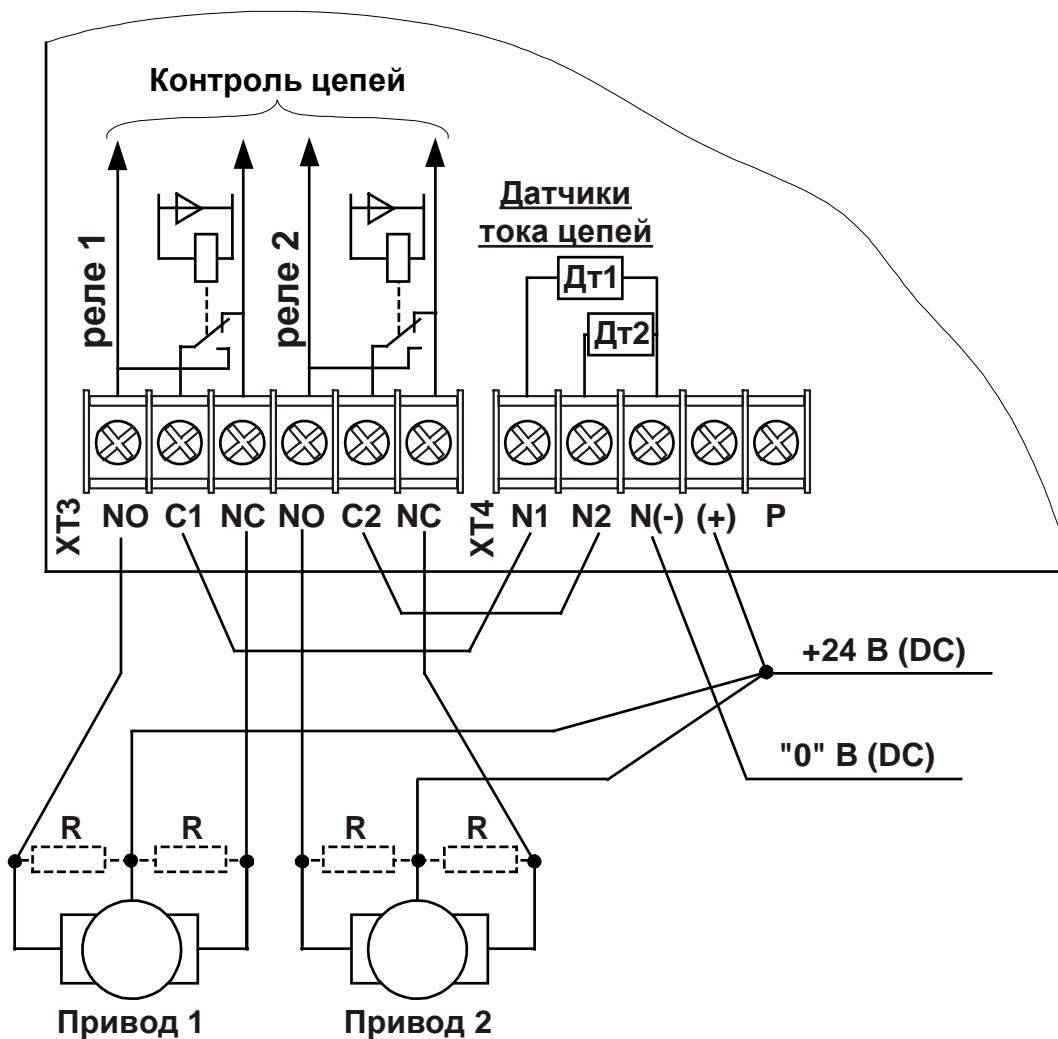 Контроль цепей
реле 1
реле 2
Датчики
тока цепей
Дт1
Дт2
XT3 NO C1 NC NO C2 NC XT4 N1 N2 N(-) (+) P
+24 В (DC)
"0" В (DC)
R R R R
Привод 1 Привод 2